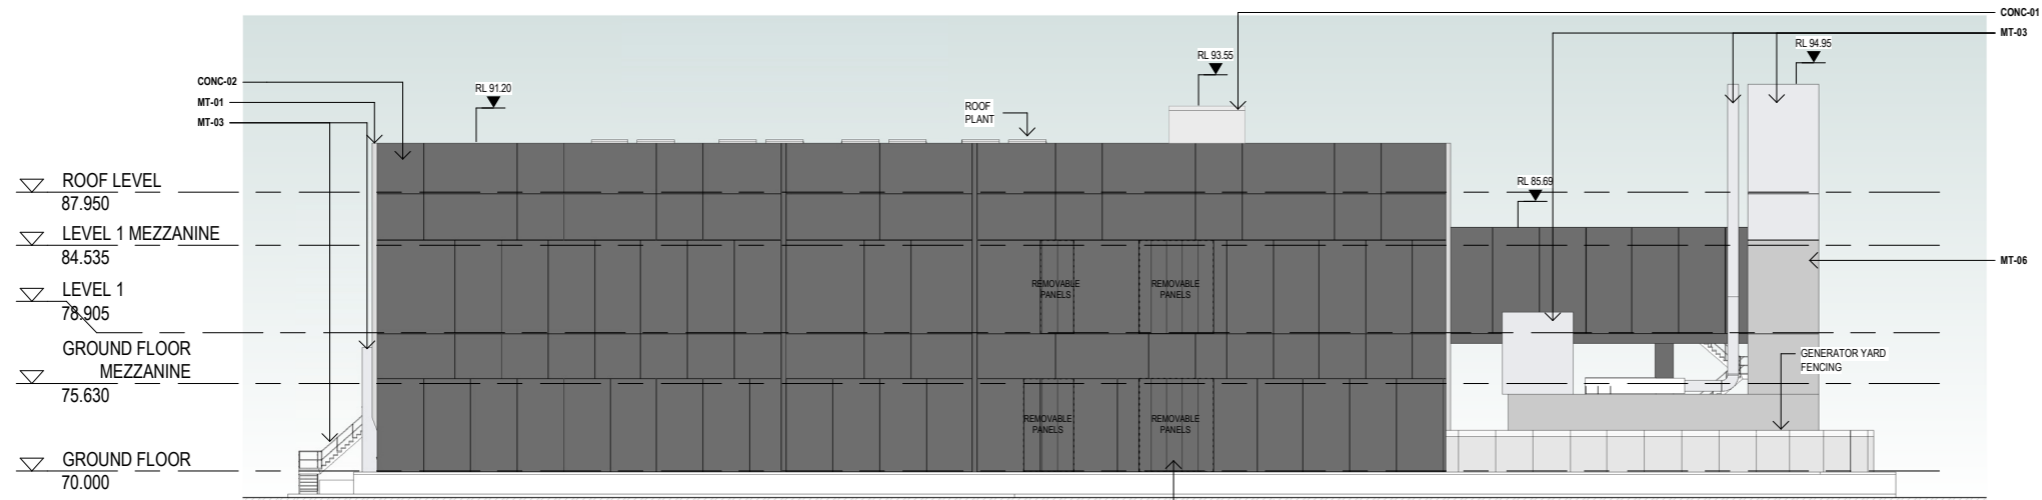 CONC-01
MT-03
RL 93.55
RL 94.95
CONC-02
RL 91.20
MT-01
ROOF
PLANT
MT-03
ROOF LEVEL
87.950
RL 85.69
LEVEL 1 MEZZANINE
84.535
MT-06
LEVEL 1
78.905
REMOVABLE
PANELS
REMOVABLE
PANELS
GROUND FLOOR
MEZZANINE
75.630
GENERATOR YARD
FENCING
REMOVABLE
PANELS
REMOVABLE
PANELS
GROUND FLOOR
70.000